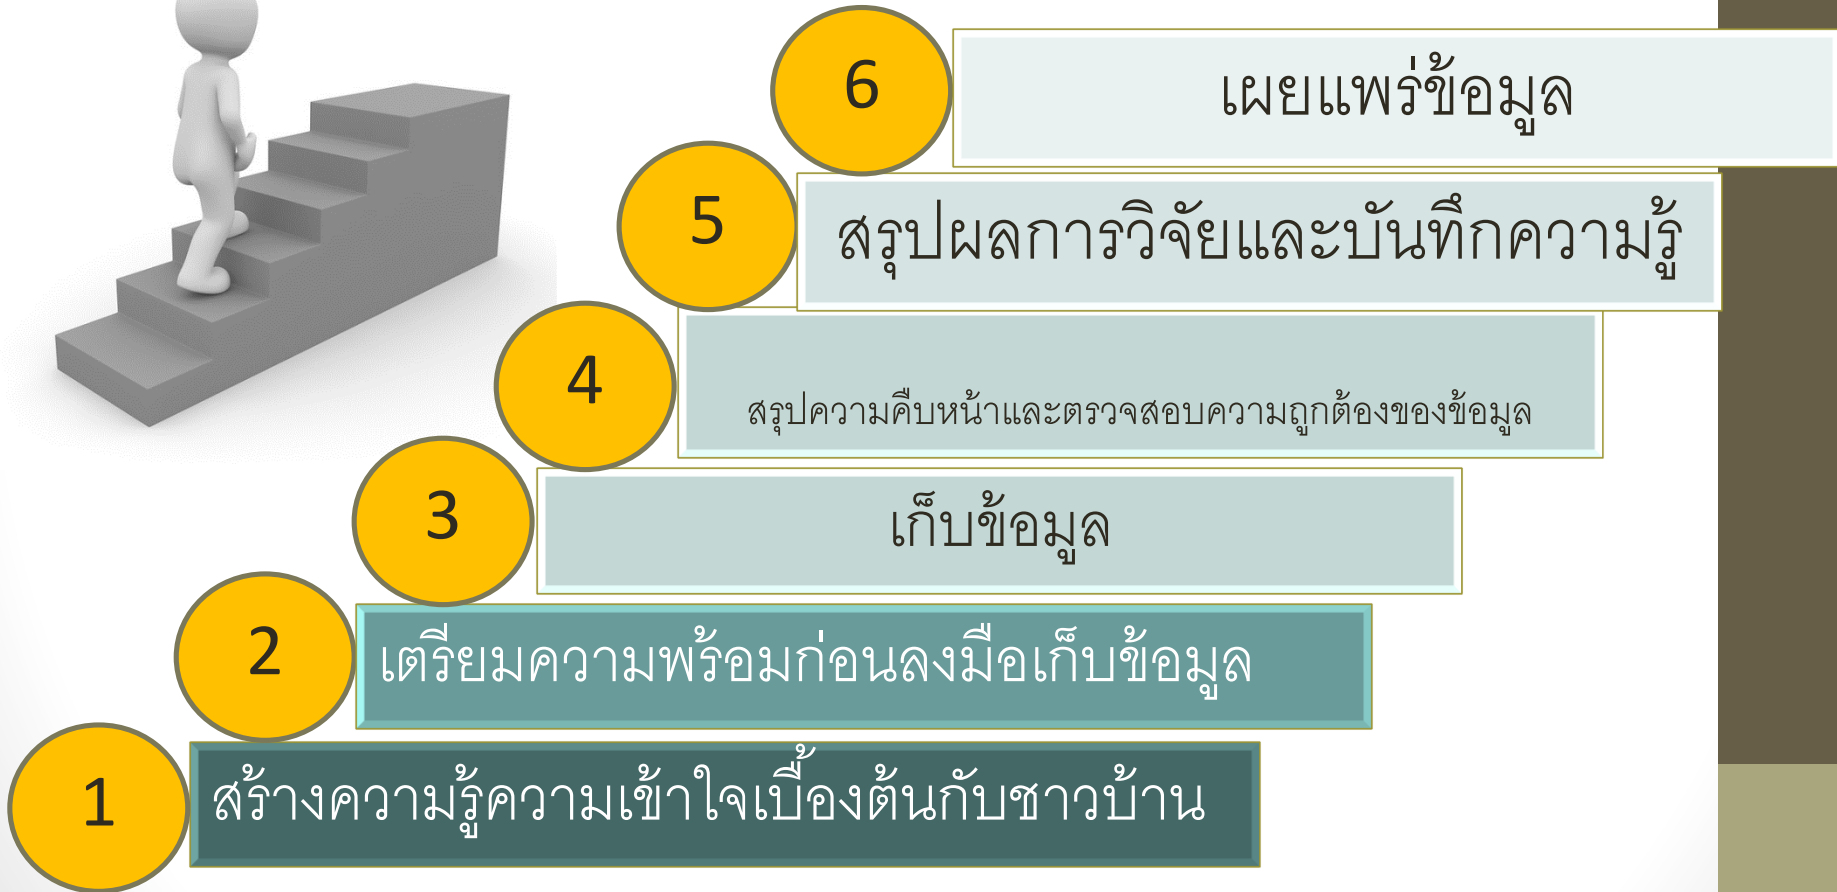 6
เผยแพร่ข้อมูล
5
สรุปผลการวิจัยและบันทึกความรู้
4
สรุปความคืบหน้าและตรวจสอบความถูกต้องของข้อมูล
3
เก็บข้อมูล
2
เตรียมความพร้อมก่อนลงมือเก็บข้อมูล
1
สร้างความรู้ความเข้าใจเบื้องต้นกับชาวบ้าน